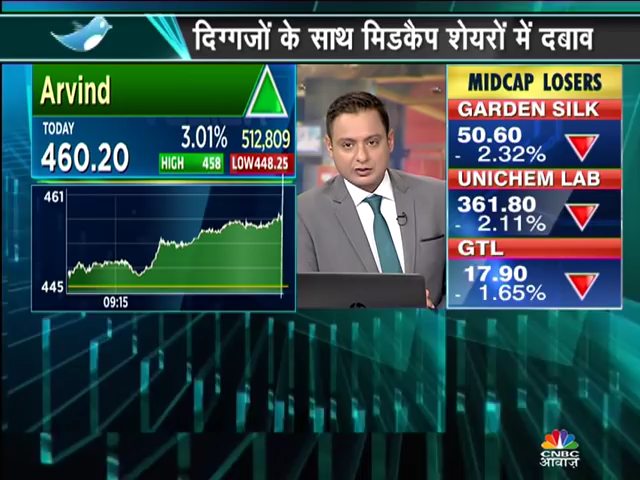 दिग्गजों के साथ मिडकैप शेयरों में दबाव
Arvind
TODAY
460.20
3.01% 512,809
HIGH 458 LOW 448.25
461
445
09:15
MIDCAP LOSERS
GARDEN SILK
50.60
- 2.32%
UNICHEM LAB
361.80
- 2.11%
GTL
17.90
- 1.65%
CNBC
आवाज़